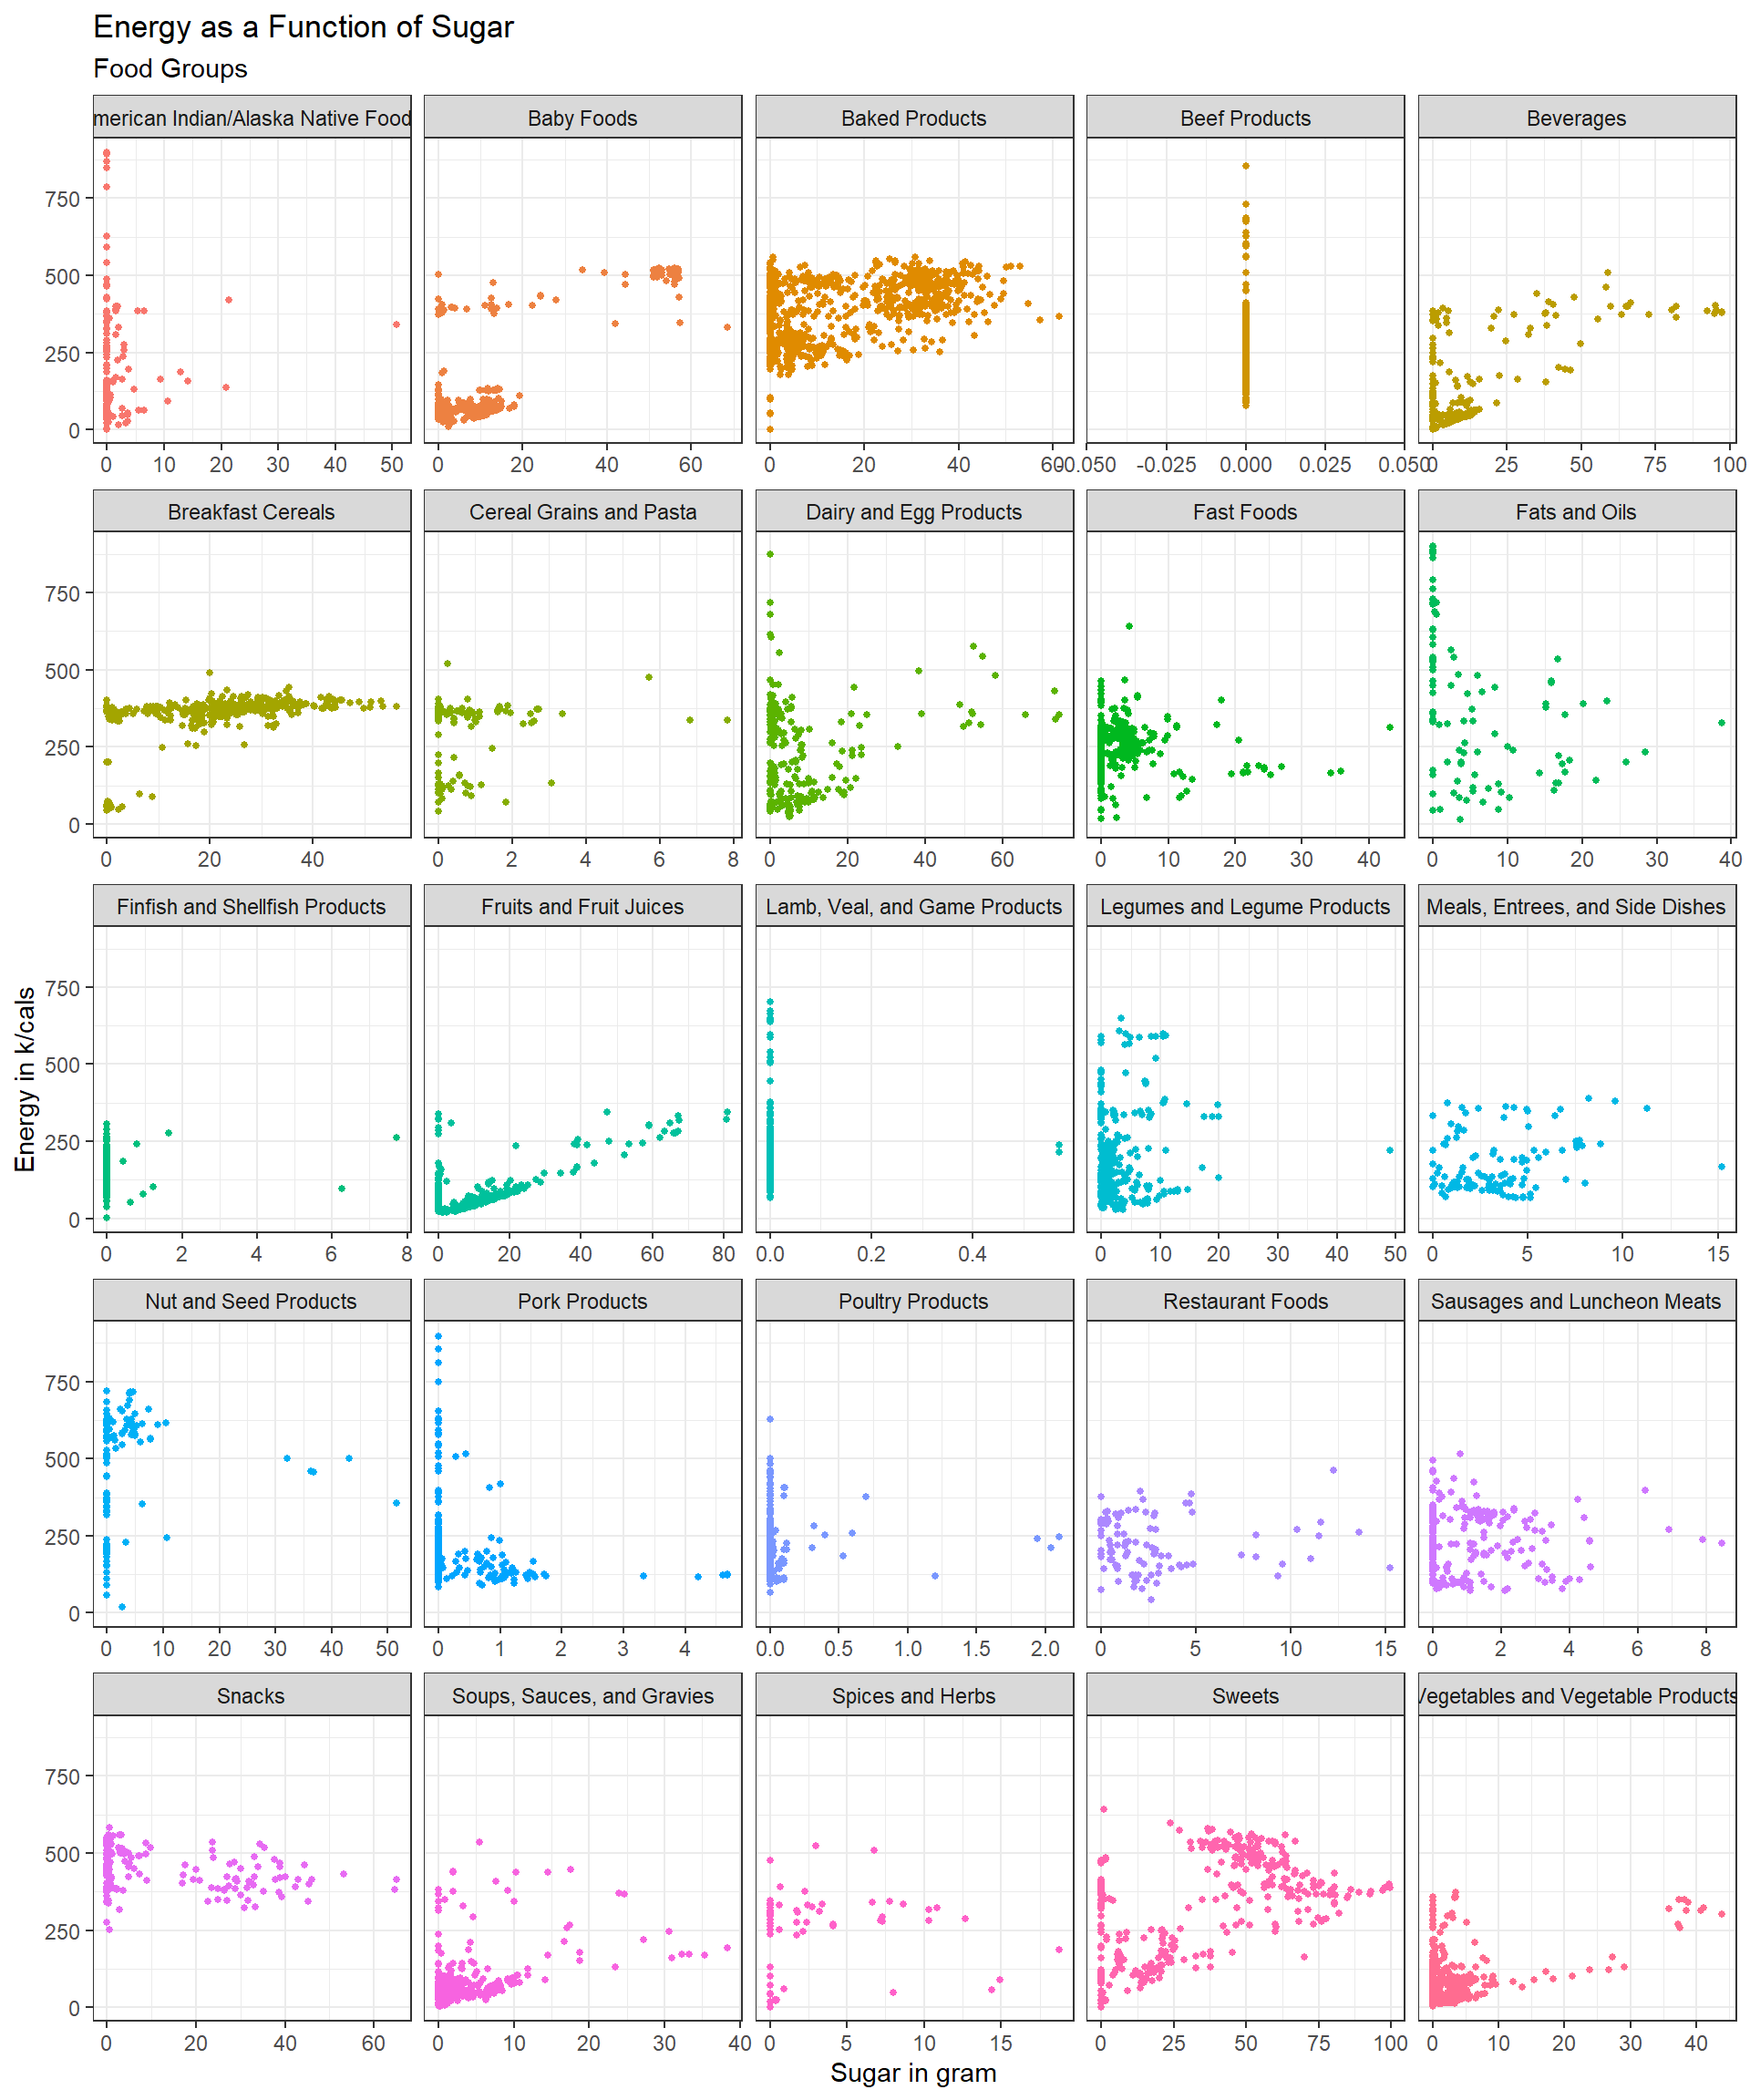 Energy as a Function of Sugar
Food Groups
merican Indian/Alaska Native Food Baby Foods Baked Products Beef Products Beverages
750
500
250
0
0 10 20 30 40 50 0 20 40 60 0 20 40 60 -0.050 -0.025 0.000 0.025 0.050 0 25 50 75 100
Breakfast Cereals Cereal Grains and Pasta Dairy and Egg Products Fast Foods Fats and Oils
750
500
250
0
0 20 40 0 2 4 6 8 0 20 40 60 0 10 20 30 40 0 10 20 30 40
Finfish and Shellfish Products Fruits and Fruit Juices Lamb, Veal, and Game Products Legumes and Legume Products Meals, Entrees, and Side Dishes
Energy in k/cals
750
500
250
0
0 2 4 6 8 0 20 40 60 80 0.0 0.2 0.4 0 10 20 30 40 50 0 5 10 15
Nut and Seed Products Pork Products Poultry Products Restaurant Foods Sausages and Luncheon Meats
750
500
250
0
0 10 20 30 40 50 0 1 2 3 4 0.0 0.5 1.0 1.5 2.0 0 5 10 15 0 2 4 6 8
Snacks Soups, Sauces, and Gravies Spices and Herbs Sweets Vegetables and Vegetable Products
750
500
250
0
0 20 40 60 0 10 20 30 40 0 5 10 15 0 25 50 75 100 0 10 20 30 40
Sugar in gram